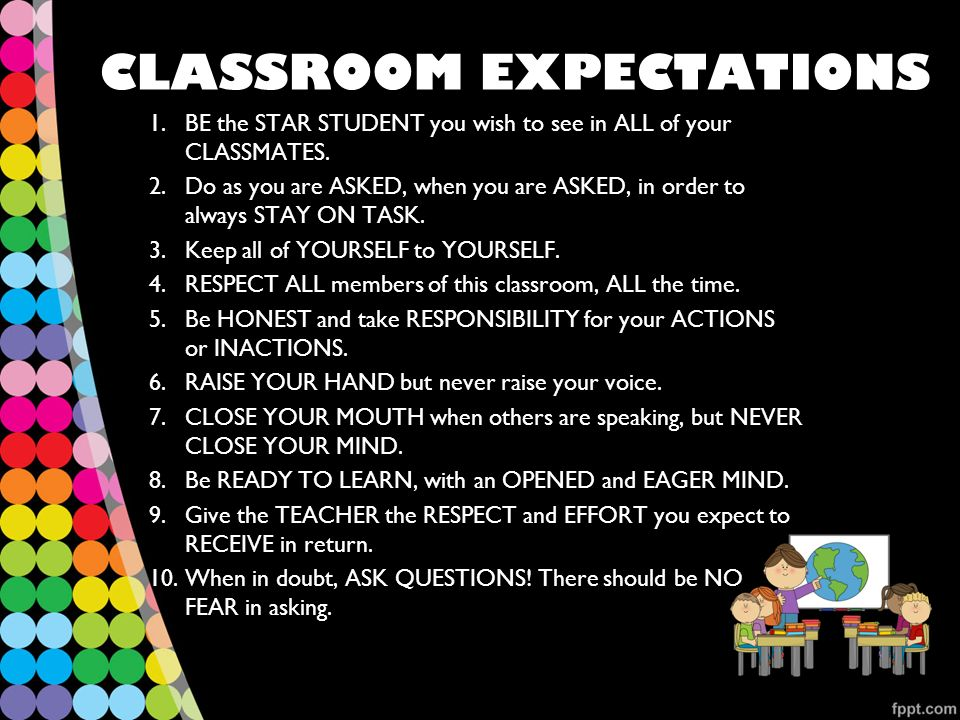 CLASSROOM EXPECTATIONS
1. BE the STAR STUDENT you wish to see in ALL of your
CLASSMATES.
2. Do as you are ASKED, when you are ASKED, in order to
always STAY ON TASK.
3. Keep all of YOURSELF to YOURSELF.
4. RESPECT ALL members of this classroom, ALL the time.
5. Be HONEST and take RESPONSIBILITY for your ACTIONS
or INACTIONS.
6. RAISE YOUR HAND but never raise your voice.
7. CLOSE YOUR MOUTH when others are speaking, but NEVER
CLOSE YOUR MIND.
8. Be READY TO LEARN, with an OPENED and EAGER MIND.
9. Give the TEACHER the RESPECT and EFFORT you expect to
RECEIVE in return.
10. When in doubt, ASK QUESTIONS! There should be NO
FEAR in asking.
fppt.com